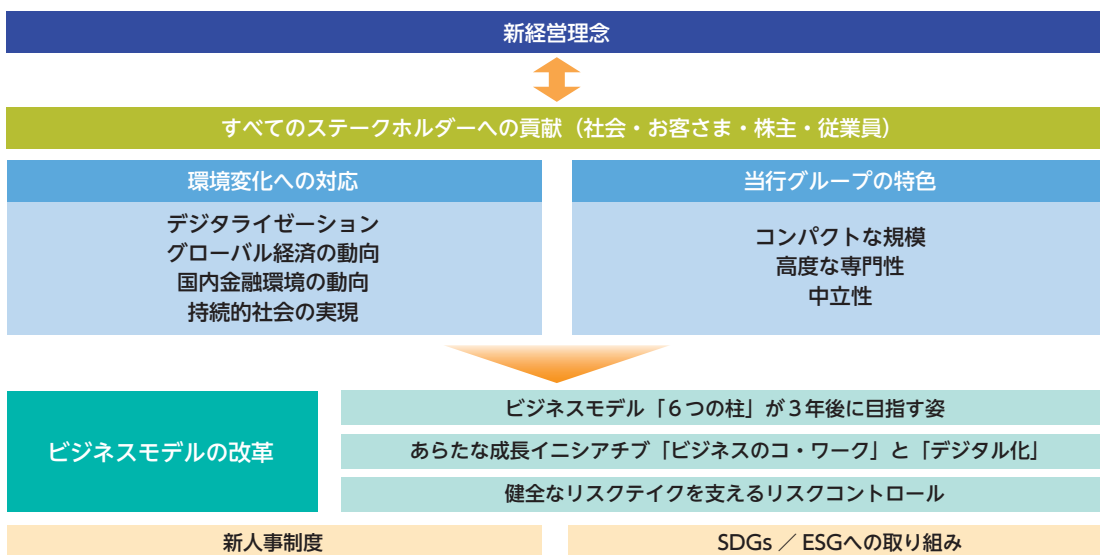 新経営理念
すべてのステークホルダーへの貢献（社会・お客さま・株主・従業員）
環境変化への対応
デジタライゼーション
グローバル経済の動向
国内金融環境の動向
持続的社会の実現
当行グループの特色
コンパクトな規模
高度な専門性
中立性
ビジネスモデルの改革
ビジネスモデル「６つの柱」が３年後に目指す姿
あらたな成長イニシアチブ「ビジネスのコ・ワーク」と「デジタル化」
健全なリスクテイクを支えるリスクコントロール
新人事制度
SDGs ／ ESGへの取り組み